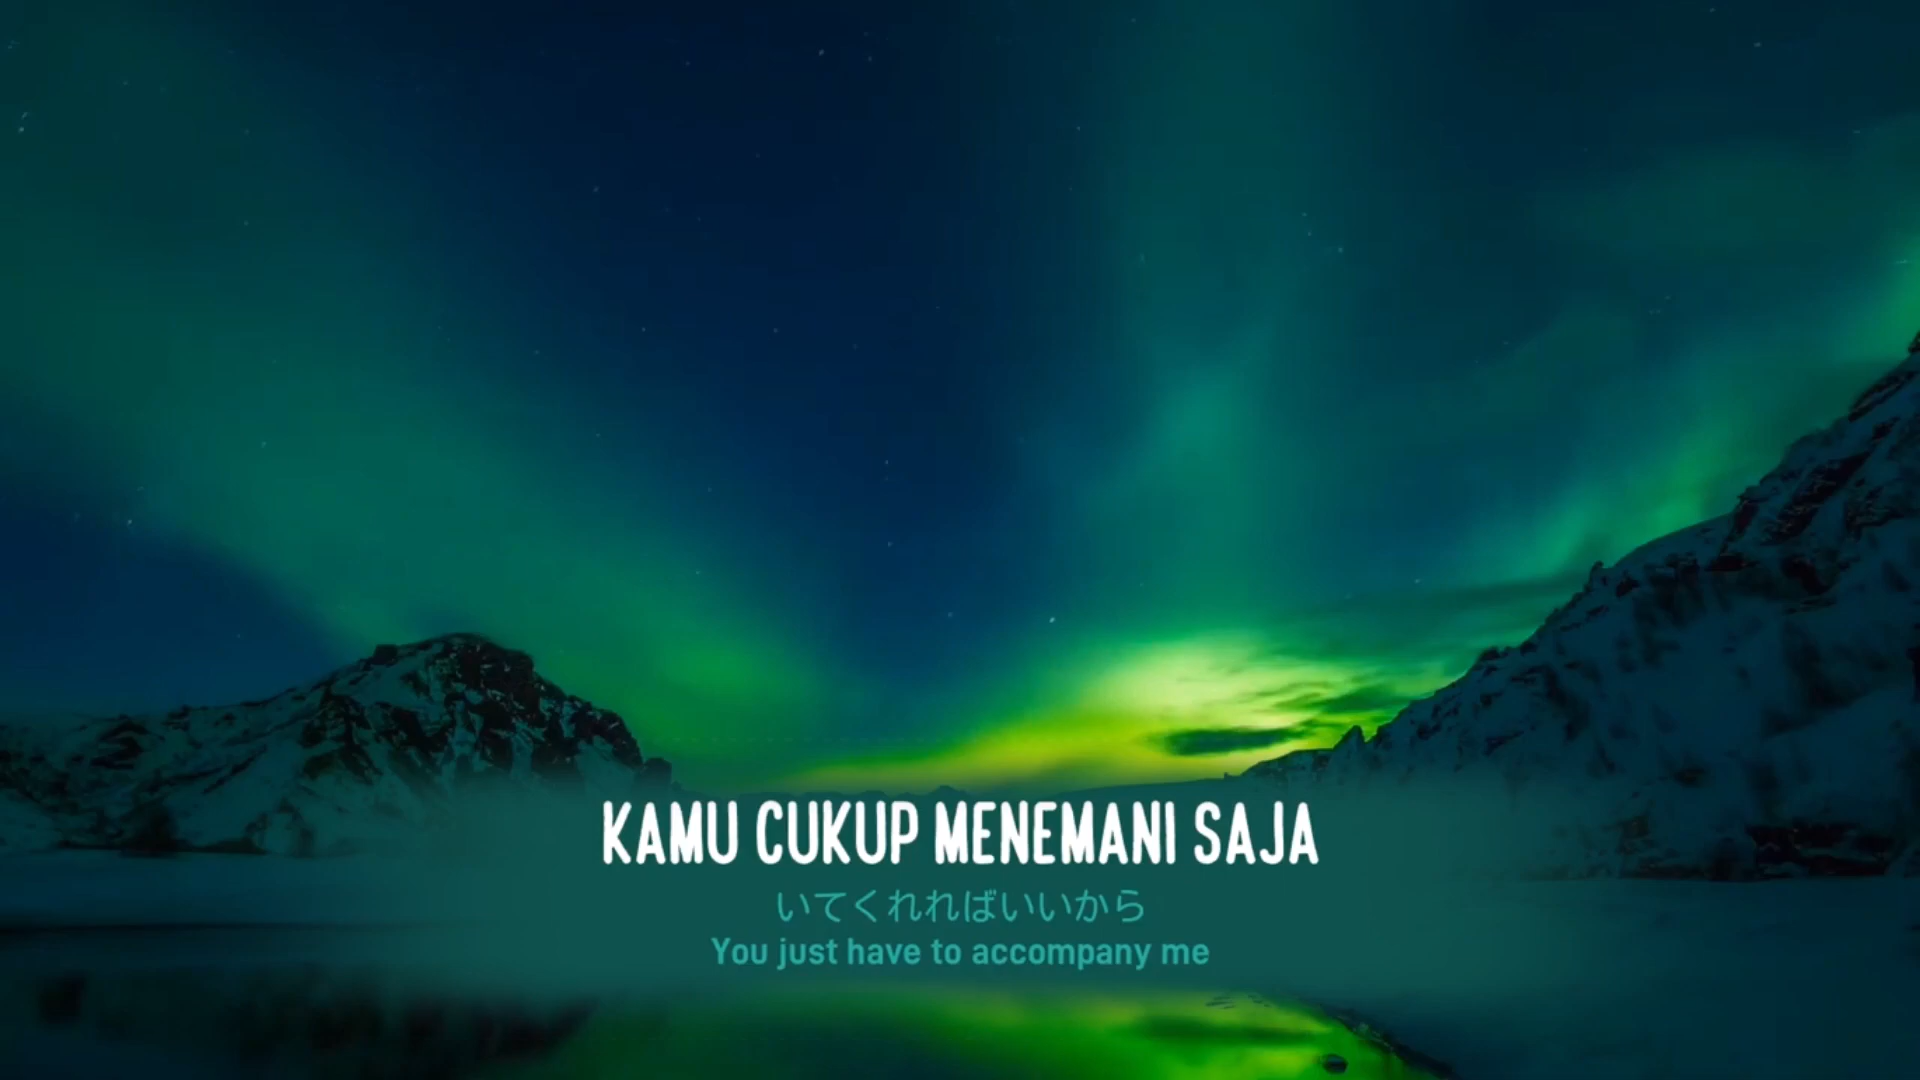 KAMU CUKUP MENEMANI SAJA
いてくれればいいから
You just have to accompany me